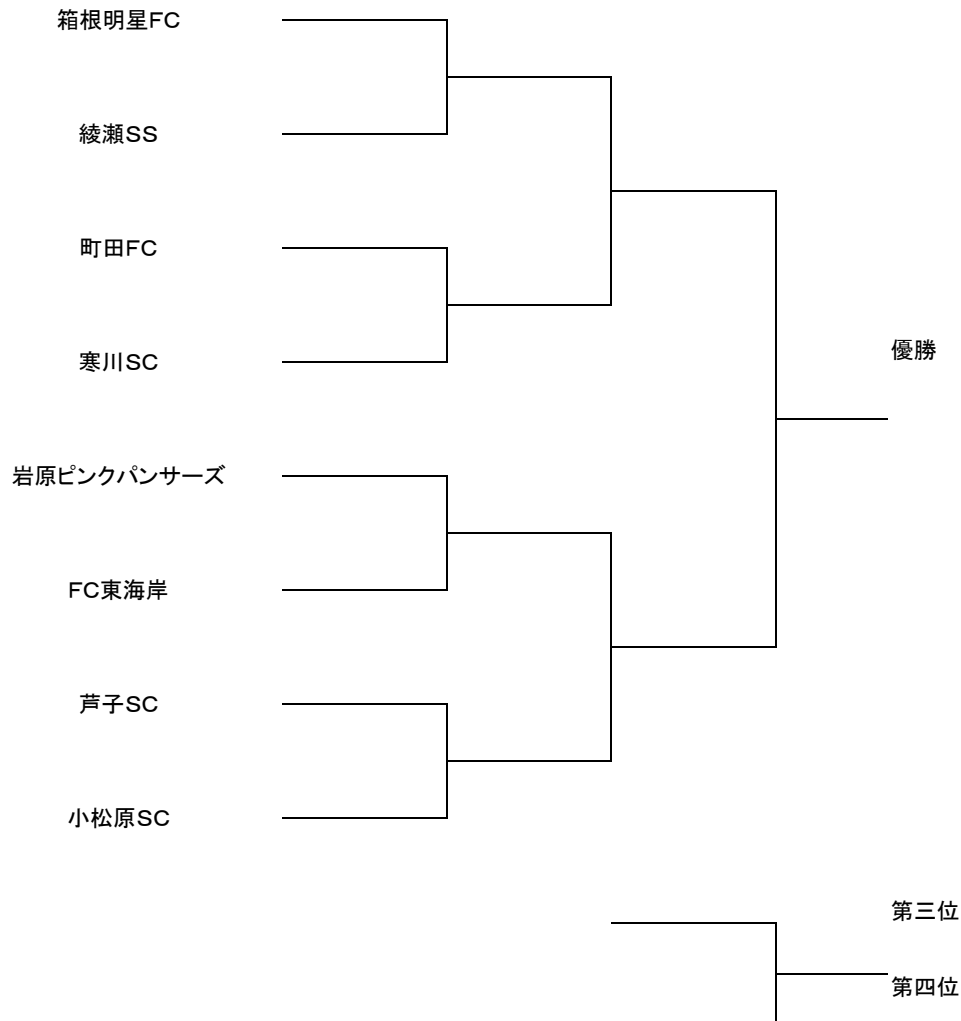 箱根明星FC
綾瀬SS
町田FC
寒川SC
優勝
岩原ピンクパンサーズ
FC東海岸
芦子SC
小松原SC
第三位
第四位